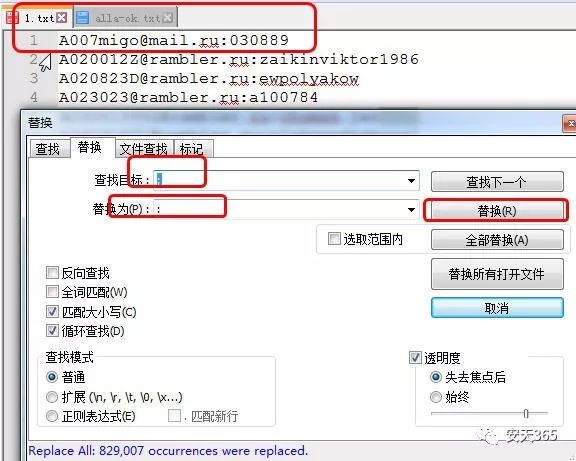 1.txt alla-ok.txt
1 A007migo@mail.ru:030889
2 A020012Z@rambler.ru:zaikinviktor1986
3 A020823D@rambler.ru:ewpolyakow
4 A023023@rambler.ru:a100784
替换
查找 替换 文件查找 标记
查找目标: : 查找下一个
替换为(P): : 替换(R)
选取范围内 全部替换(A)
替换所有打开文件
反向查找
全词匹配(W)
匹配大小写(C) 取消
循环查找(D)
查找模式 透明度
普通 失去焦点后
扩展 (\n, \r, \t, \0, \x...) 始终
正则表达式(E) . 匹配新行
安天365
Replace All: 829,007 occurrences were replaced.